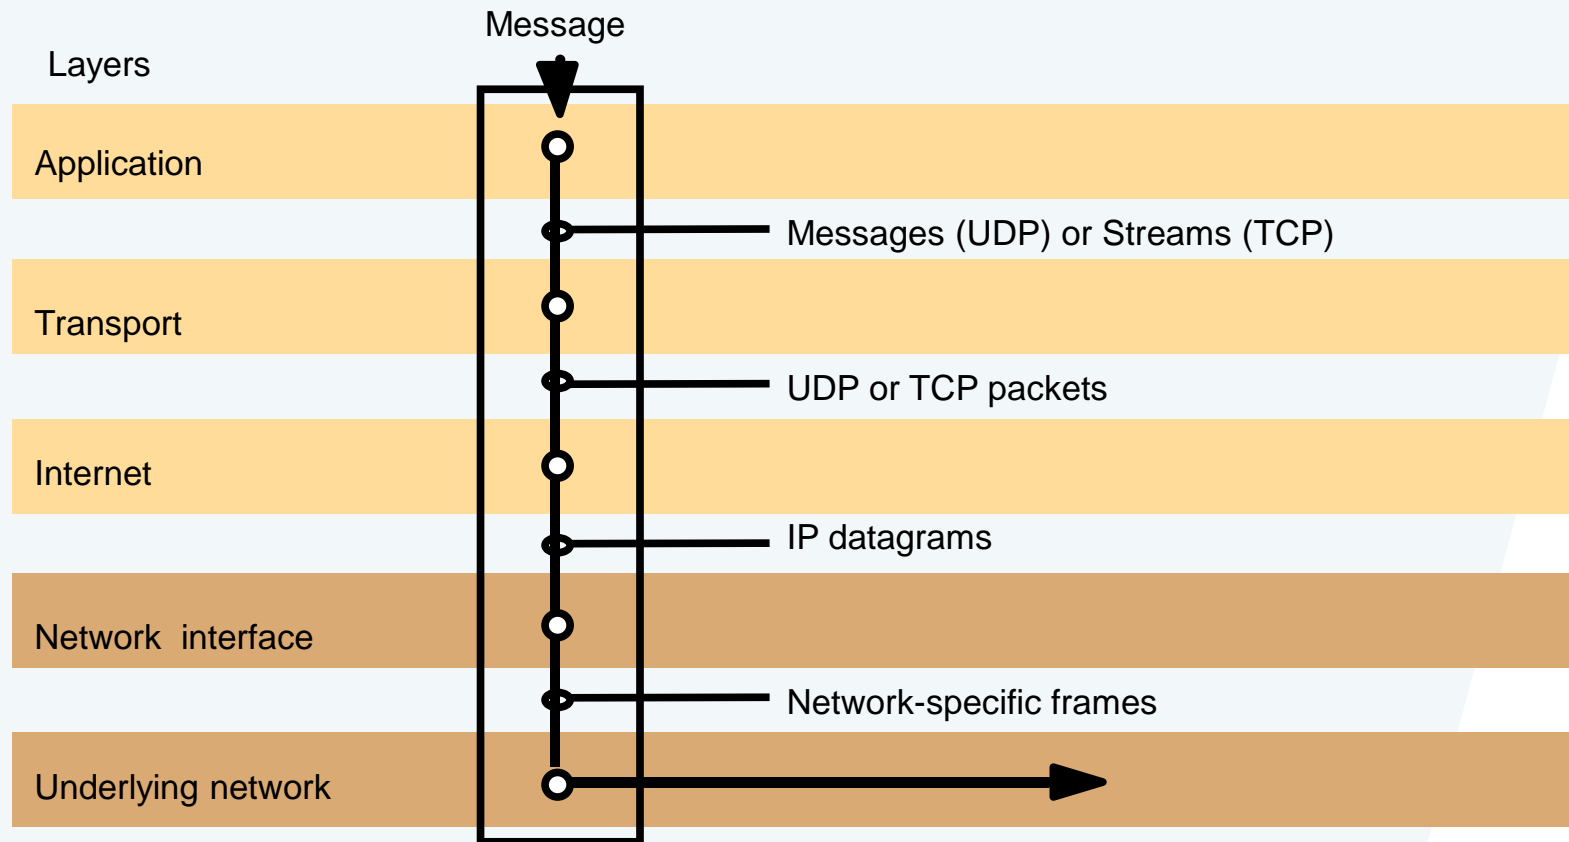 Message
Layers
Application
Messages (UDP) or Streams (TCP)
Transport
UDP or TCP packets
Internet
IP datagrams
Network interface
Network-specific frames
Underlying network